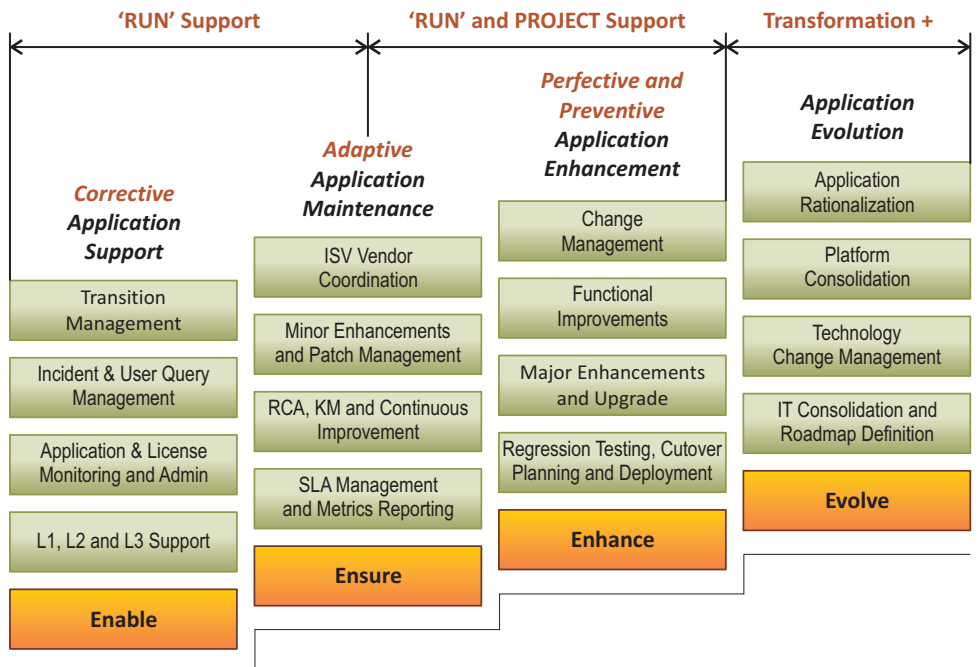 ‘RUN’ Support
‘RUN’ and PROJECT Support
Transformation +
Corrective
Application
Support
Transition
Management
Incident & User Query
Management
Application & License
Monitoring and Admin
L1, L2 and L3 Support
Enable
Adaptive
Application
Maintenance
ISV Vendor
Coordination
Minor Enhancements
and Patch Management
RCA, KM and Continuous
Improvement
SLA Management
and Metrics Reporting
Ensure
Perfective and
Preventive
Application
Enhancement
Change
Management
Functional
Improvements
Major Enhancements
and Upgrade
Regression Testing, Cutover
Planning and Deployment
Enhance
Application
Evolution
Application
Rationalization
Platform
Consolidation
Technology
Change Management
IT Consolidation and
Roadmap Definition
Evolve